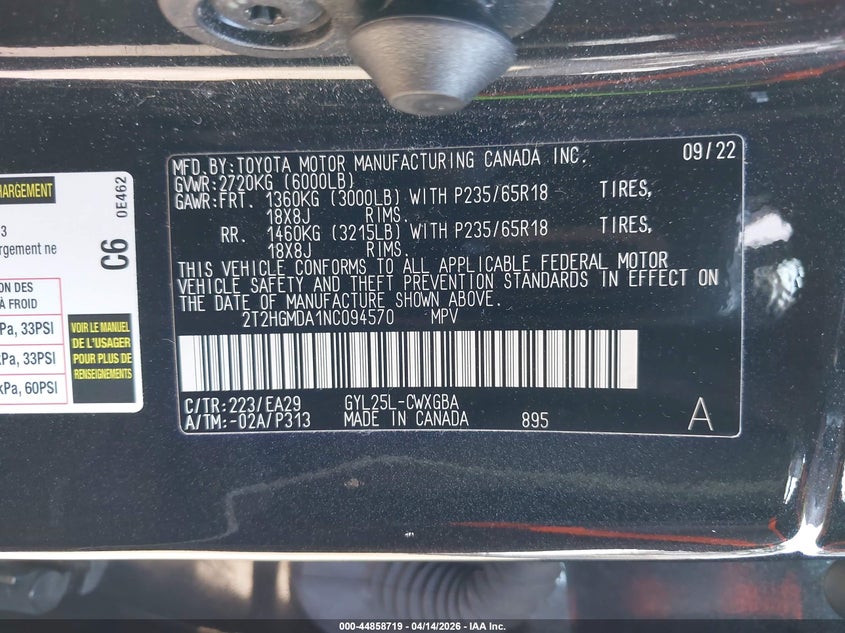 HARGEMENT
3
rgement ne
ON DES
À FROID
Pa, 33PSI
kPa, 33PSI
kPa, 60PSI
C6
0E462
VOIR LE MANUEL
DE L'USAGER
POUR PLUS DE
RENSEIGNEMENTS
MFD.BY:TOYOTA MOTOR MANUFACTURING CANADA INC. 09/22
GVWR:2720KG (6000LB)
GAWR:FRT. 1360KG (3000LB) WITH P235/65R18 TIRES,
18X8J RIMS.
RR. 1460KG (3215LB) WITH P235/65R18 TIRES,
18X8J RIMS.
THIS VEHICLE CONFORMS TO ALL APPLICABLE FEDERAL MOTOR
VEHICLE SAFETY AND THEFT PREVENTION STANDARDS IN EFFECT ON
THE DATE OF MANUFACTURE SHOWN ABOVE.
2T2HGMDA1NC094570 MPV
C/TR:223/EA29 GYL25L-CWXGBA
A/TM:-02A/P313 MADE IN CANADA 895 A
000-44858719 - 04/14/2026 - IAA Inc.